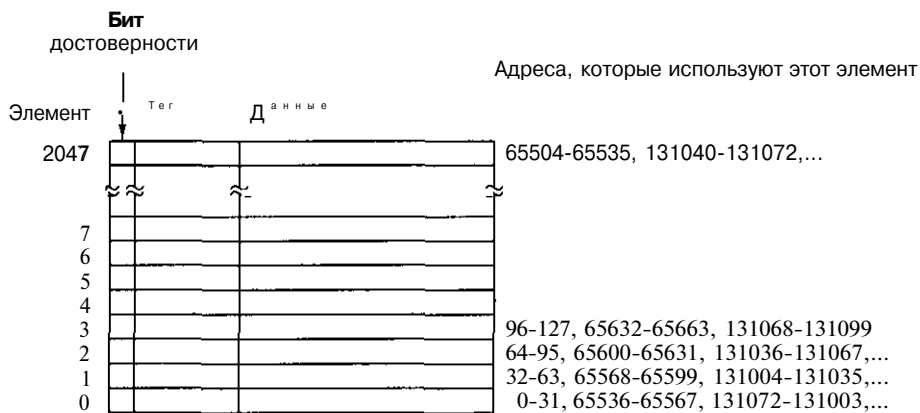 Бит
достоверности
Адреса, которые используют этот элемент
Элемент Тег Данные
2047 65504-65535, 131040-131072,...
7
6
5
4
3 96-127, 65632-65663, 131068-131099
2 64-95, 65600-65631, 131036-131067,...
1 32-63, 65568-65599, 131004-131035,...
0 0-31, 65536-65567, 131072-131003,...